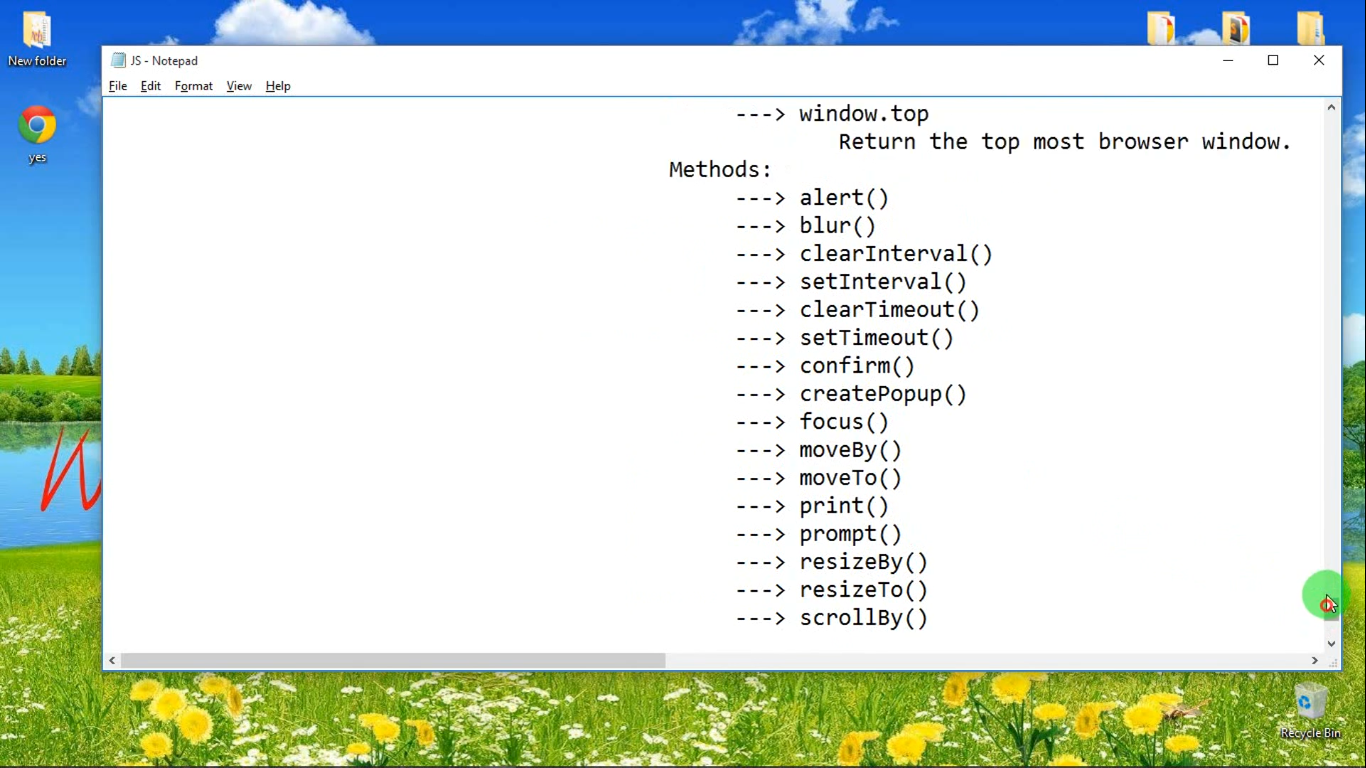 New folder
yes
JS - Notepad
File Edit Format View Help
---> window.top
Return the top most browser window.
Methods:
---> alert()
---> blur()
---> clearInterval()
---> setInterval()
---> clearTimeout()
---> setTimeout()
---> confirm()
---> createPopup()
---> focus()
---> moveBy()
---> moveTo()
---> print()
---> prompt()
---> resizeBy()
---> resizeTo()
---> scrollBy()
Recycle Bin